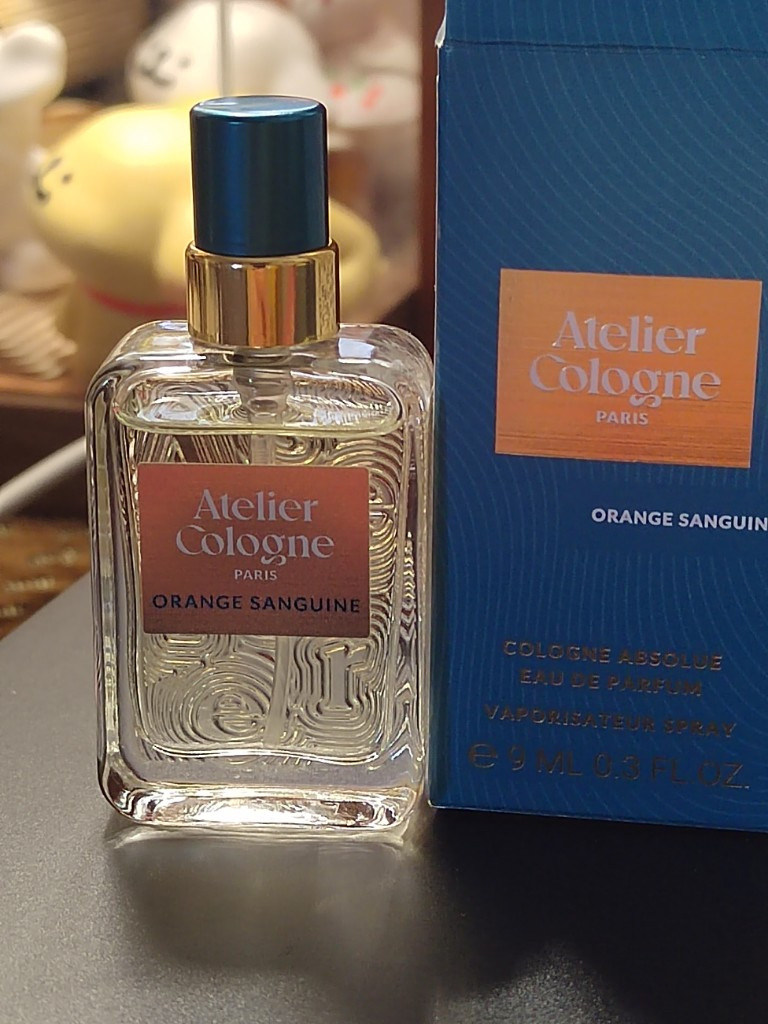 Atelier
Cologne
PARIS
ORANGE SANGUINE
Atelier
Cologne
PARIS
ORANGE SANGUIN
COLOGNE ABSOLUE
EAU DE PARFUM
VAPORISATEUR SPRAY
℮ 9 ML 0.3 FL.OZ.